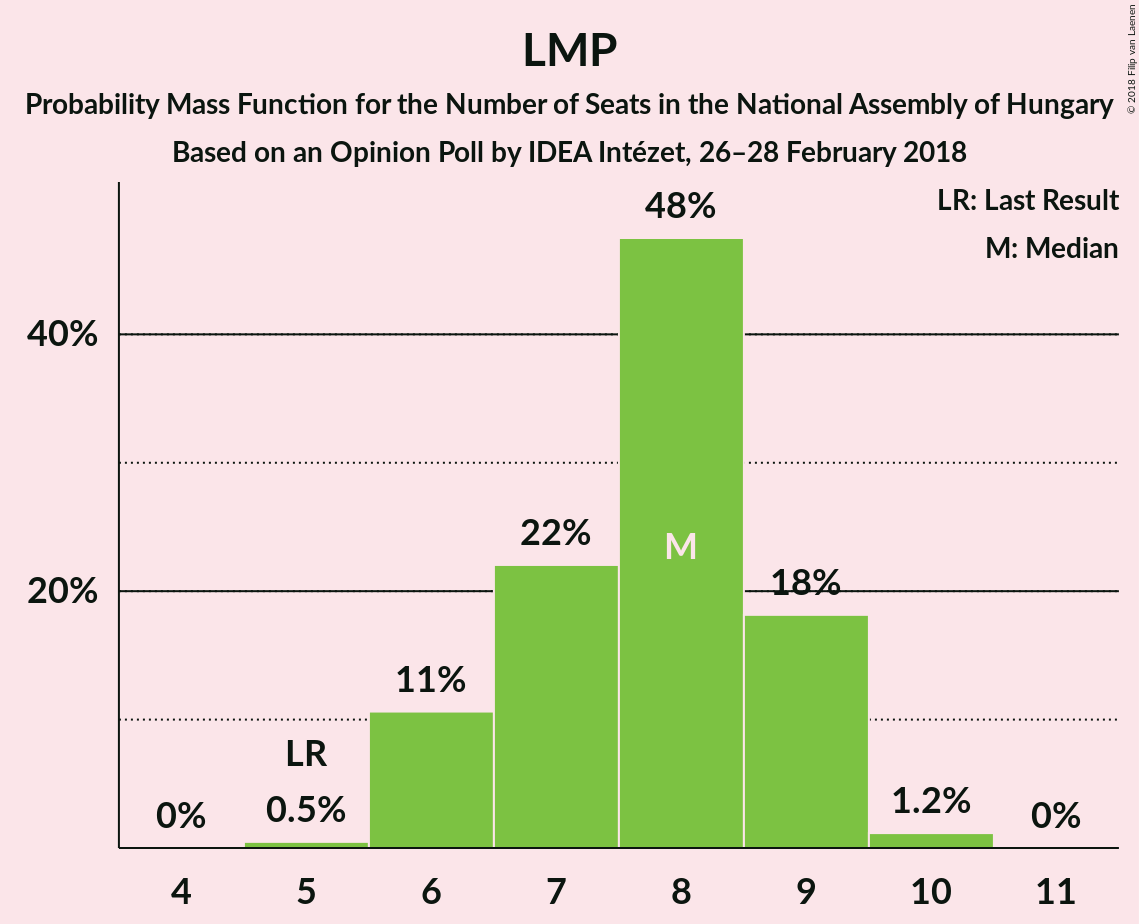 LMP
Probability Mass Function for the Number of Seats in the National Assembly of Hungary
Based on an Opinion Poll by IDEA Intézet, 26–28 February 2018
© 2018 Filip van Laenen
LR: Last Result
M: Median
48%
40%
22%
M
20%
18%
11%
LR
0%
0.5%
1.2%
0%
4 5 6 7 8 9 10 11